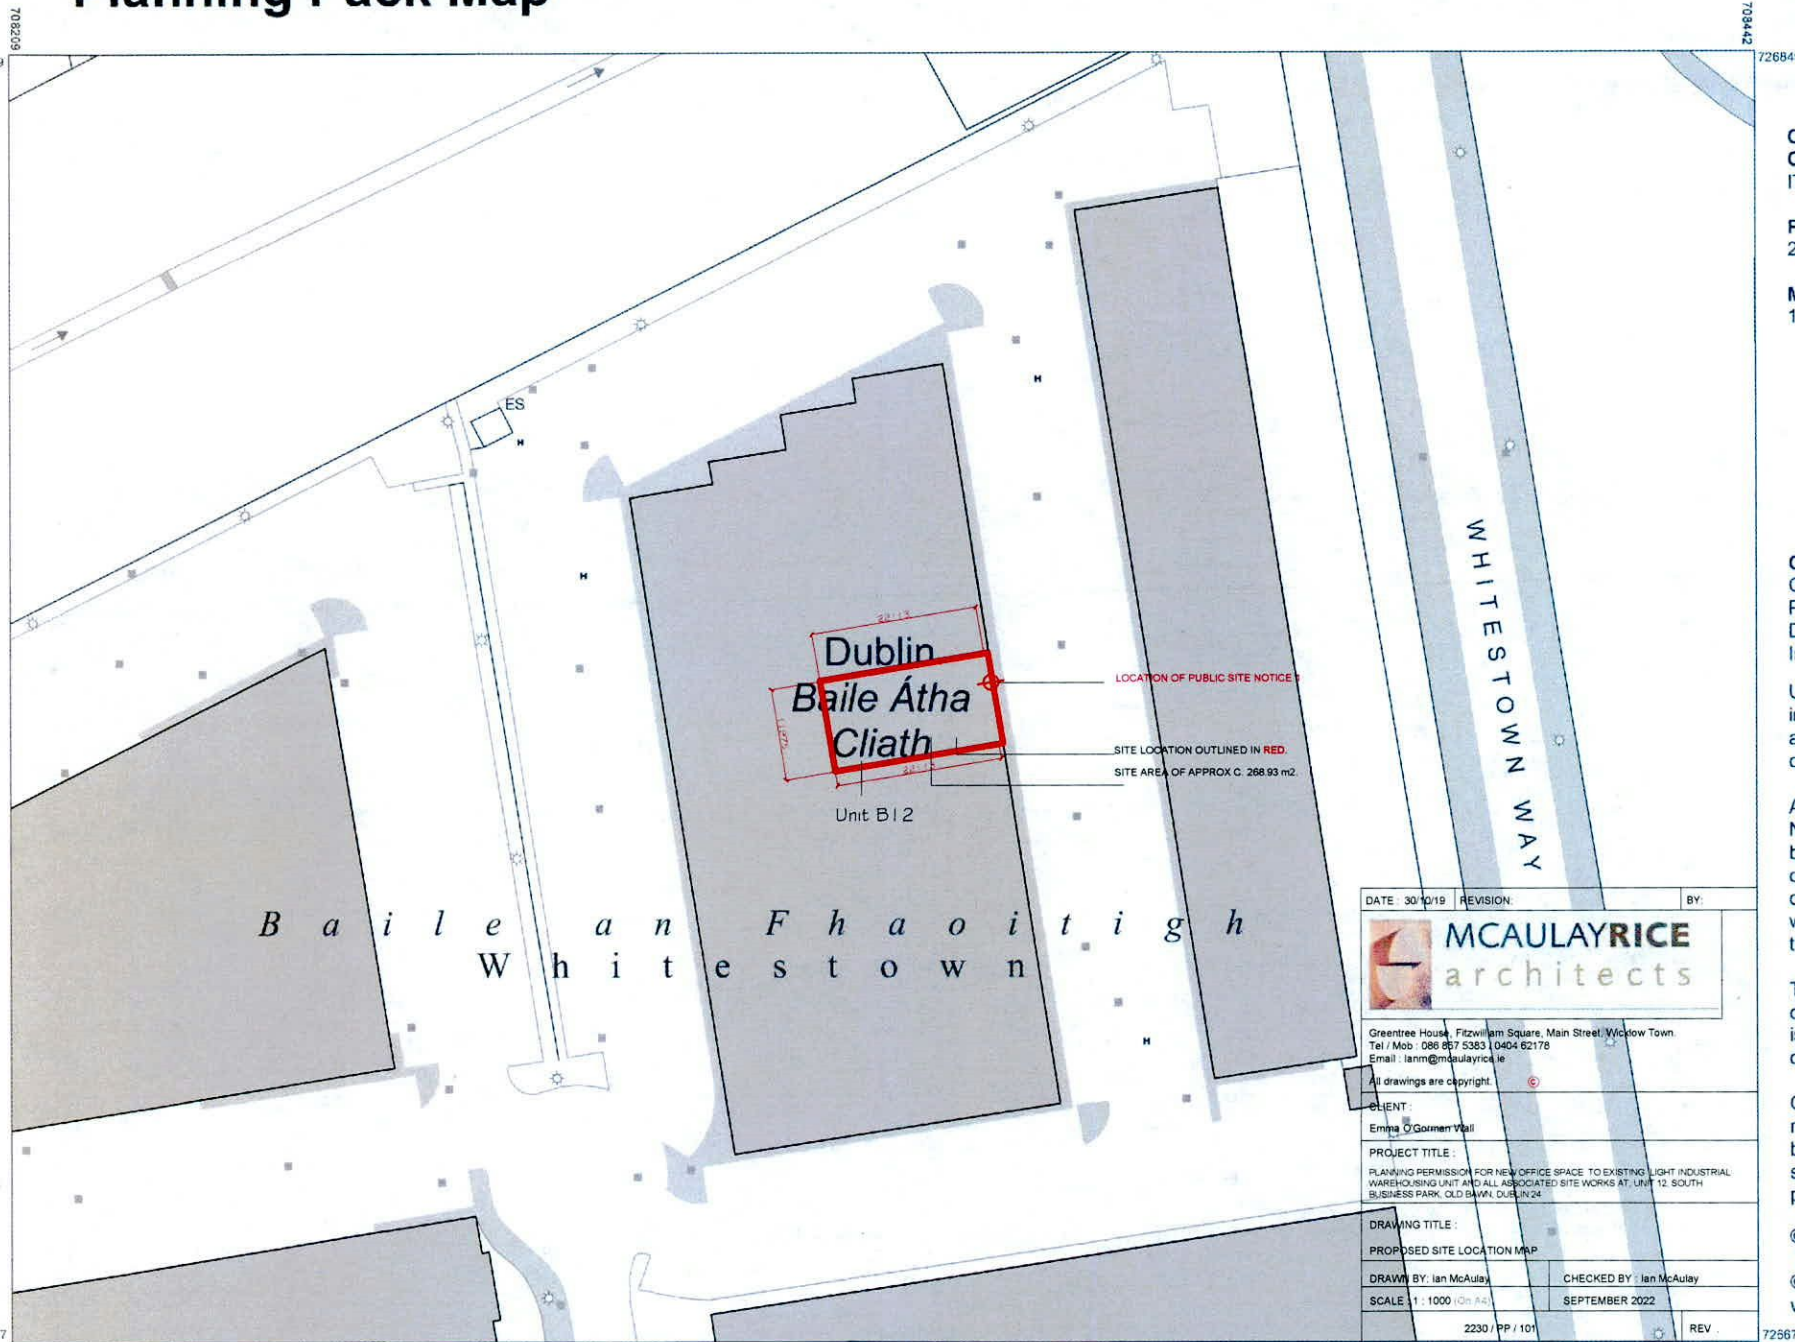 Planning Pack Map
708209
708442
ES
H
H
H
H
22.13
Dublin
Baile Átha
Cliath
22.13
LOCATION OF PUBLIC SITE NOTICE
SITE LOCATION OUTLINED IN RED.
SITE AREA OF APPROX C. 268.93 m2.
Unit B12
WHITESTOWN WAY
Baile an Fhaoitigh
Whitestown
DATE : 30/10/19 REVISION: BY:
MCAULAYRICE
architects
Greentree House, Fitzwilliam Square, Main Street, Wicklow Town.
Tel / Mob : 086 857 5383 / 0404 62178
Email : ianm@mcaulayrice.ie
All drawings are copyright. ©
CLIENT :
Emma O'Gorman Wall
PROJECT TITLE :
PLANNING PERMISSION FOR NEW OFFICE SPACE TO EXISTING LIGHT INDUSTRIAL
WAREHOUSING UNIT AND ALL ASSOCIATED SITE WORKS AT, UNIT 12, SOUTH
BUSINESS PARK, OLD BAWN, DUBLIN 24
DRAWING TITLE :
PROPOSED SITE LOCATION MAP
DRAWN BY: Ian McAulay CHECKED BY : Ian McAulay
SCALE : 1 : 1000 (On A4) SEPTEMBER 2022
2230 / PP / 101 REV .